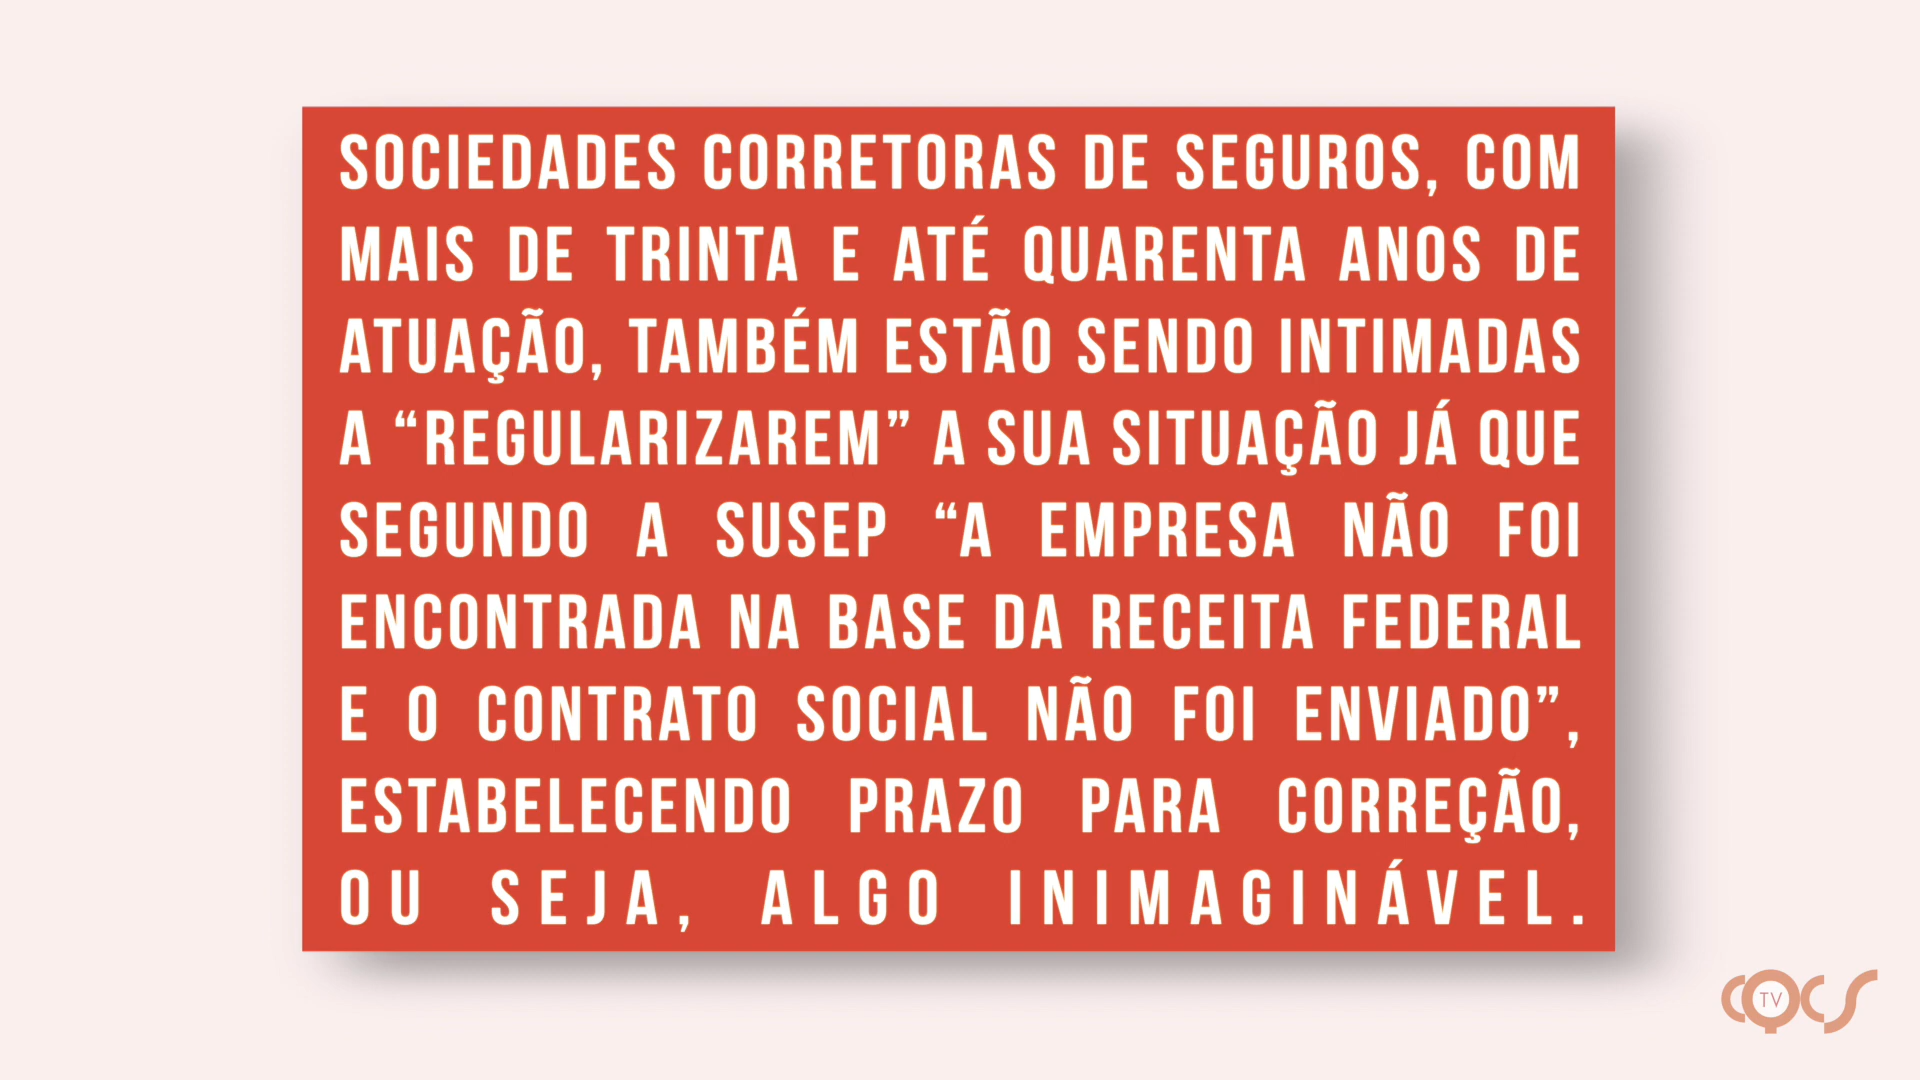 SOCIEDADES CORRETORAS DE SEGUROS, COM
MAIS DE TRINTA E ATÉ QUARENTA ANOS DE
ATUAÇÃO, TAMBÉM ESTÃO SENDO INTIMADAS
A “REGULARIZAREM” A SUA SITUAÇÃO JÁ QUE
SEGUNDO A SUSEP “A EMPRESA NÃO FOI
ENCONTRADA NA BASE DA RECEITA FEDERAL
E O CONTRATO SOCIAL NÃO FOI ENVIADO”,
ESTABELECENDO PRAZO PARA CORREÇÃO,
OU SEJA, ALGO INIMAGINÁVEL.
CQCS
TV